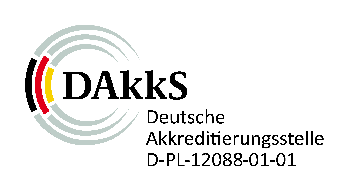 DAkkS
Deutsche
Akkreditierungsstelle
D-PL-12088-01-01